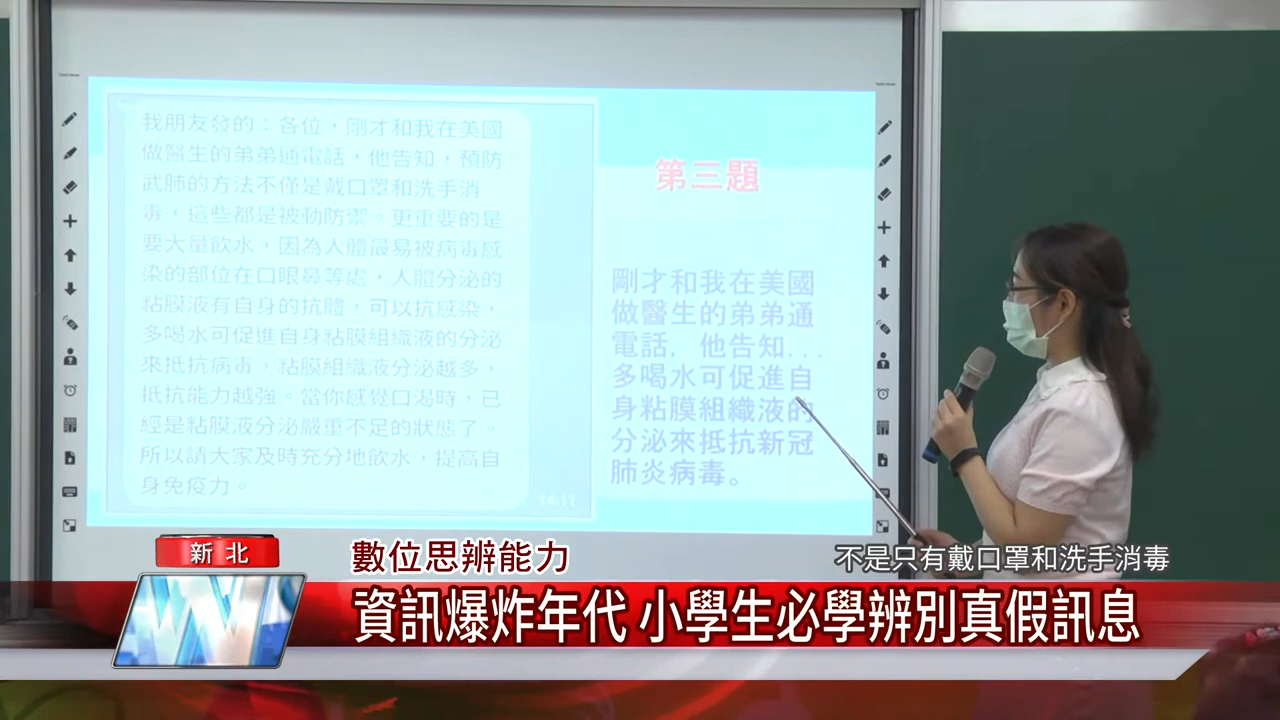 我朋友發的：各位，剛才和我在美國
做醫生的弟弟通電話，他告知，預防
武肺的方法不僅是戴口罩和洗手消
毒，這些都是被動防禦。更重要的是
要大量飲水，因為人體最易被病毒感
染的部位在口眼鼻等處，人體分泌的
粘膜液有自身的抗體，可以抗感染，
多喝水可促進自身粘膜組織液的分泌
來抵抗病毒，粘膜組織液分泌越多，
抵抗能力越強。當你感覺口渴時，已
經是粘膜液分泌嚴重不足的狀態了。
所以請大家及時充分地飲水，提高自
身免疫力。
14:11
第三題
剛才和我在美國
做醫生的弟弟通
電話，他告知...
多喝水可促進自
身粘膜組織液的
分泌來抵抗新冠
肺炎病毒。
新北
數位思辨能力
不是只有戴口罩和洗手消毒
資訊爆炸年代 小學生必學辨別真假訊息